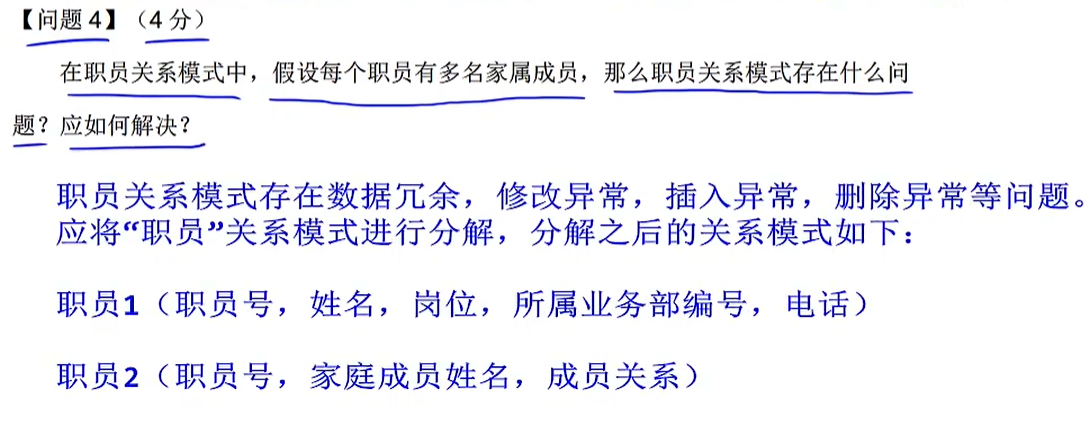 【问题 4】（4 分）
在职员关系模式中，假设每个职员有多名家属成员，那么职员关系模式存在什么问
题？应如何解决？
职员关系模式存在数据冗余，修改异常，插入异常，删除异常等问题。
应将“职员”关系模式进行分解，分解之后的关系模式如下：
职员1（职员号，姓名，岗位，所属业务部编号，电话）
职员2（职员号，家庭成员姓名，成员关系）